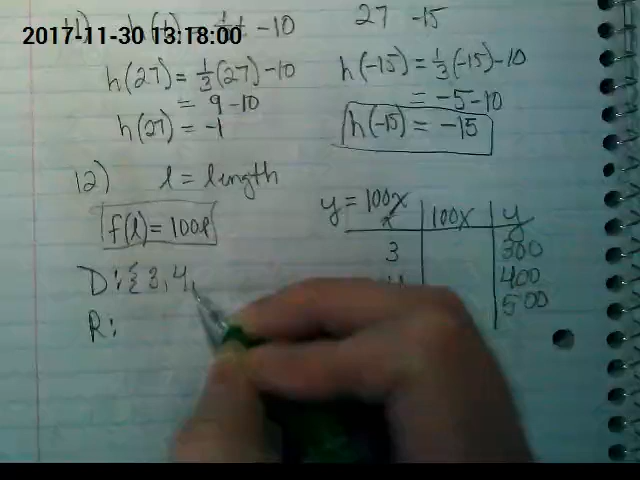 2017-11-30 13:18:00
- 10
27 -15
h(27) = 1/3(27) - 10
= 9 - 10
h(27) = -1
h(-15) = 1/3(-15) - 10
= -5 - 10
h(-15) = -15
12) l = length
f(l) = 100l
D: {3, 4,
R:
y = 100x
x 100x y
3 300
400
500